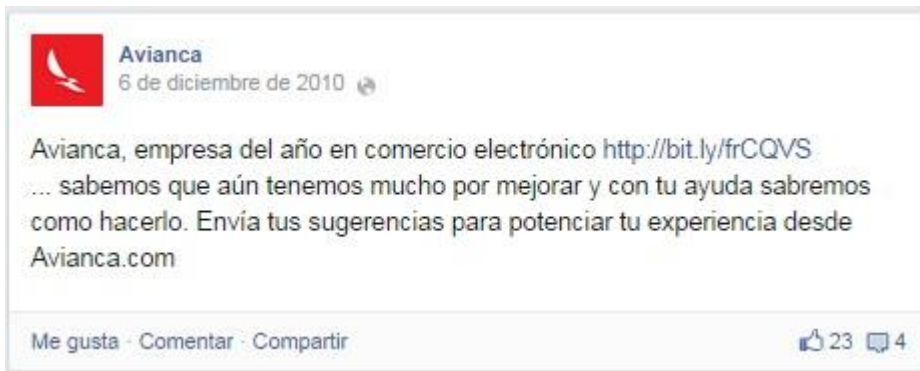 Avianca
6 de diciembre de 2010
Avianca, empresa del año en comercio electrónico http://bit.ly/frCQVS
... sabemos que aún tenemos mucho por mejorar y con tu ayuda sabremos
como hacerlo. Envía tus sugerencias para potenciar tu experiencia desde
Avianca.com
Me gusta · Comentar · Compartir 23 4